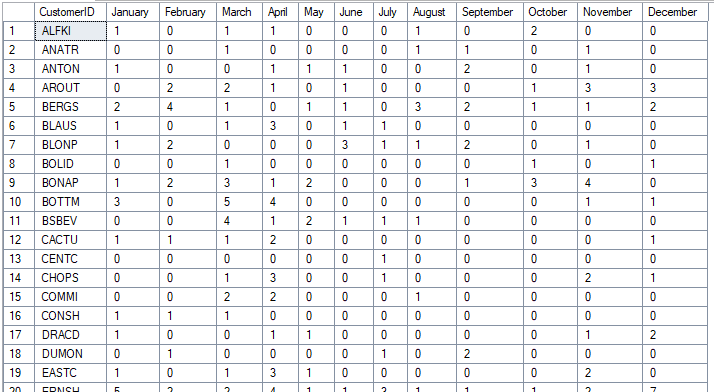 CustomerID January February March April May June July August September October November December
1 ALFKI 1 0 1 1 0 0 0 1 0 2 0 0
2 ANATR 0 0 1 0 0 0 0 1 1 0 1 0
3 ANTON 1 0 0 1 1 1 0 0 2 0 1 0
4 AROUT 0 2 2 1 0 1 0 0 0 1 3 3
5 BERGS 2 4 1 0 1 1 0 3 2 1 1 2
6 BLAUS 1 0 1 3 0 1 1 0 0 0 0 0
7 BLONP 1 2 0 0 0 3 1 1 2 0 1 0
8 BOLID 0 0 1 0 0 0 0 0 0 1 0 1
9 BONAP 1 2 3 1 2 0 0 0 1 3 4 0
10 BOTTM 3 0 5 4 0 0 0 0 0 0 1 1
11 BSBEV 0 0 4 1 2 1 1 1 0 0 0 0
12 CACTU 1 1 1 2 0 0 0 0 0 0 0 1
13 CENTC 0 0 0 0 0 0 1 0 0 0 0 0
14 CHOPS 0 0 1 3 0 0 1 0 0 0 2 1
15 COMMI 0 0 2 2 0 0 0 1 0 0 0 0
16 CONSH 1 1 1 0 0 0 0 0 0 0 0 0
17 DRACD 1 0 0 1 1 0 0 0 0 0 1 2
18 DUMON 0 1 0 0 0 0 1 0 2 0 0 0
19 EASTC 1 0 1 3 1 0 0 0 0 0 2 0
20 ERNSH 5 2 2 4 1 1 3 1 1 1 2 7